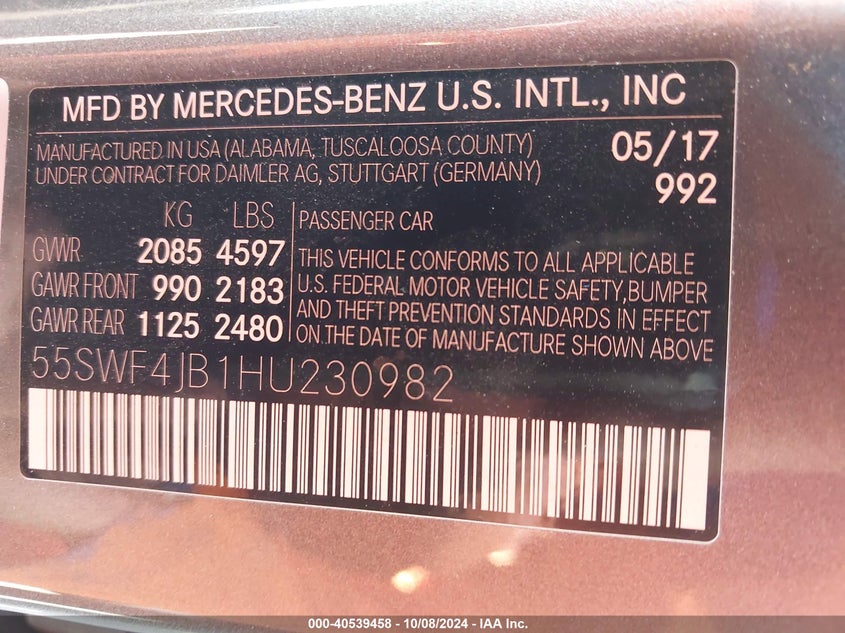 MFD BY MERCEDES-BENZ U.S. INTL., INC
MANUFACTURED IN USA (ALABAMA, TUSCALOOSA COUNTY) 05/17
UNDER CONTRACT FOR DAIMLER AG, STUTTGART (GERMANY) 992
KG LBS
GVWR 2085 4597
GAWR FRONT 990 2183
GAWR REAR 1125 2480
PASSENGER CAR
THIS VEHICLE CONFORMS TO ALL APPLICABLE
U.S. FEDERAL MOTOR VEHICLE SAFETY,BUMPER
AND THEFT PREVENTION STANDARDS IN EFFECT
ON THE DATE OF MANUFACTURE SHOWN ABOVE
55SWF4JB1HU230982
000-40539458 - 10/08/2024 - IAA Inc.